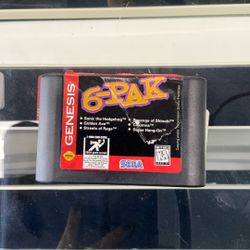 GENESIS
6-PAK
• Sonic the Hedgehog™
• Golden Axe™
• Streets of Rage™
• Revenge of Shinobi™
• Columns™
• Super Hang-On™
SEGA